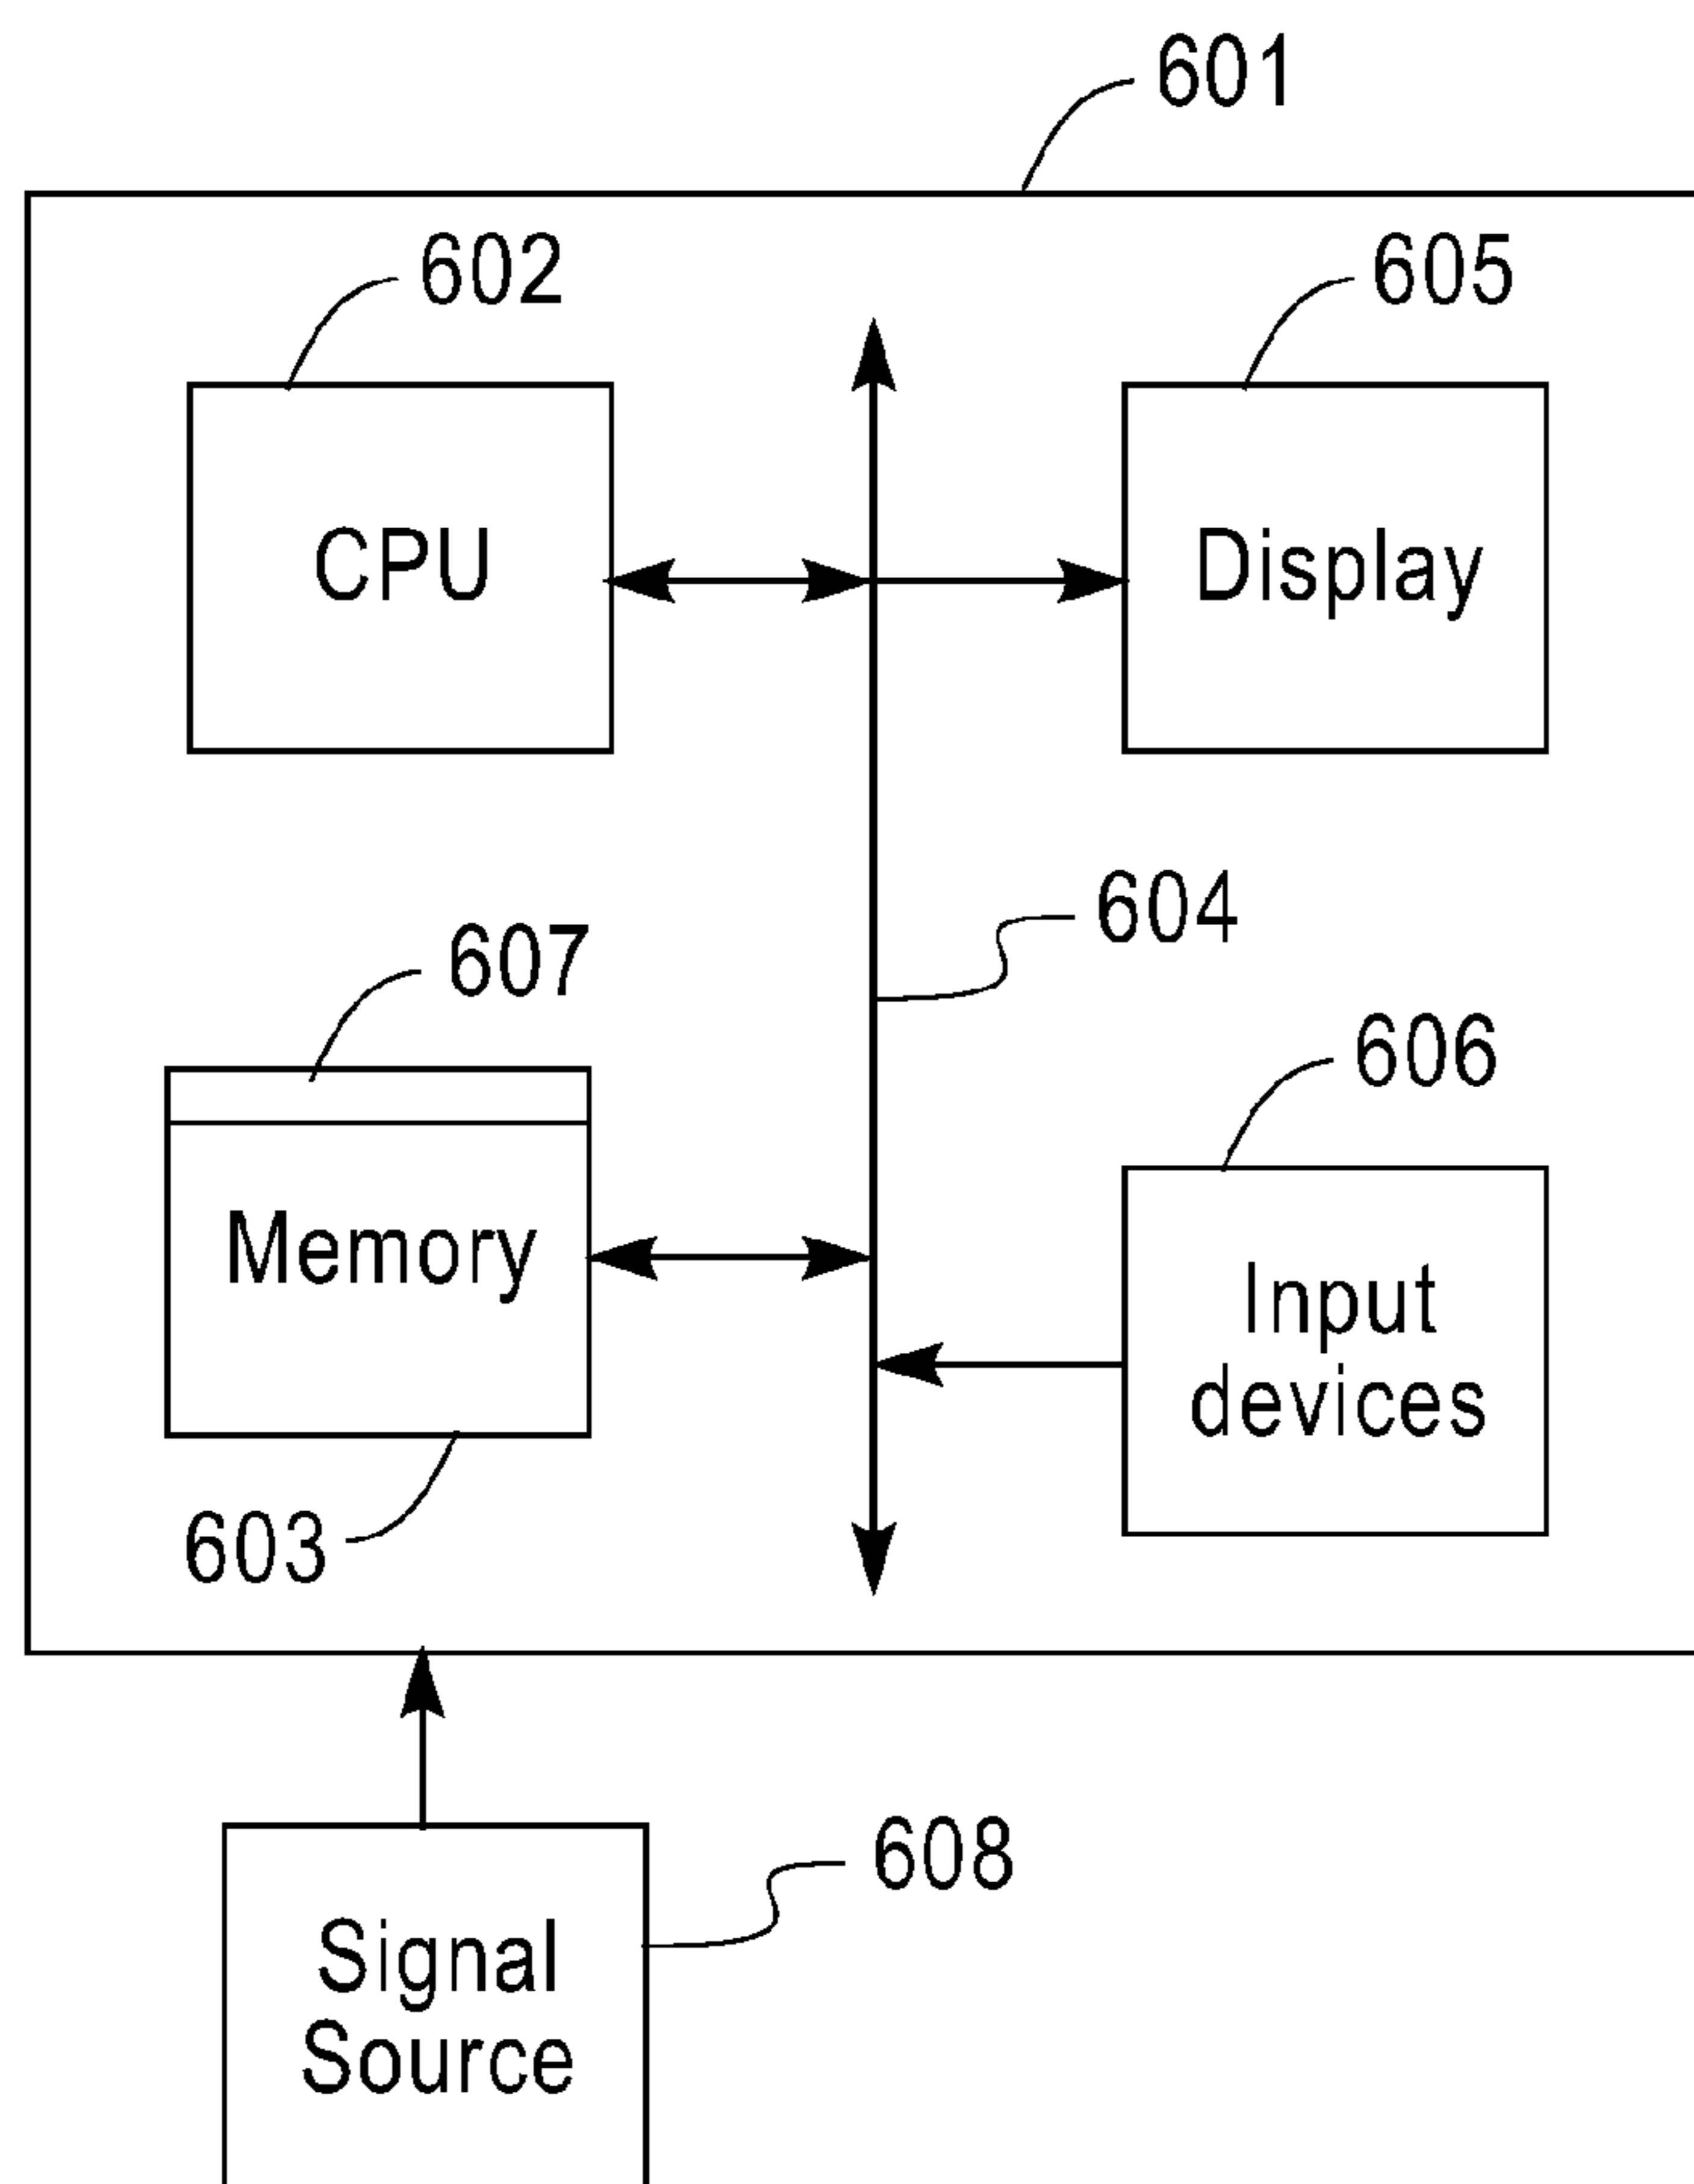 601
602
605
CPU
Display
604
607
606
Memory
Input
devices
603
608
Signal
Source